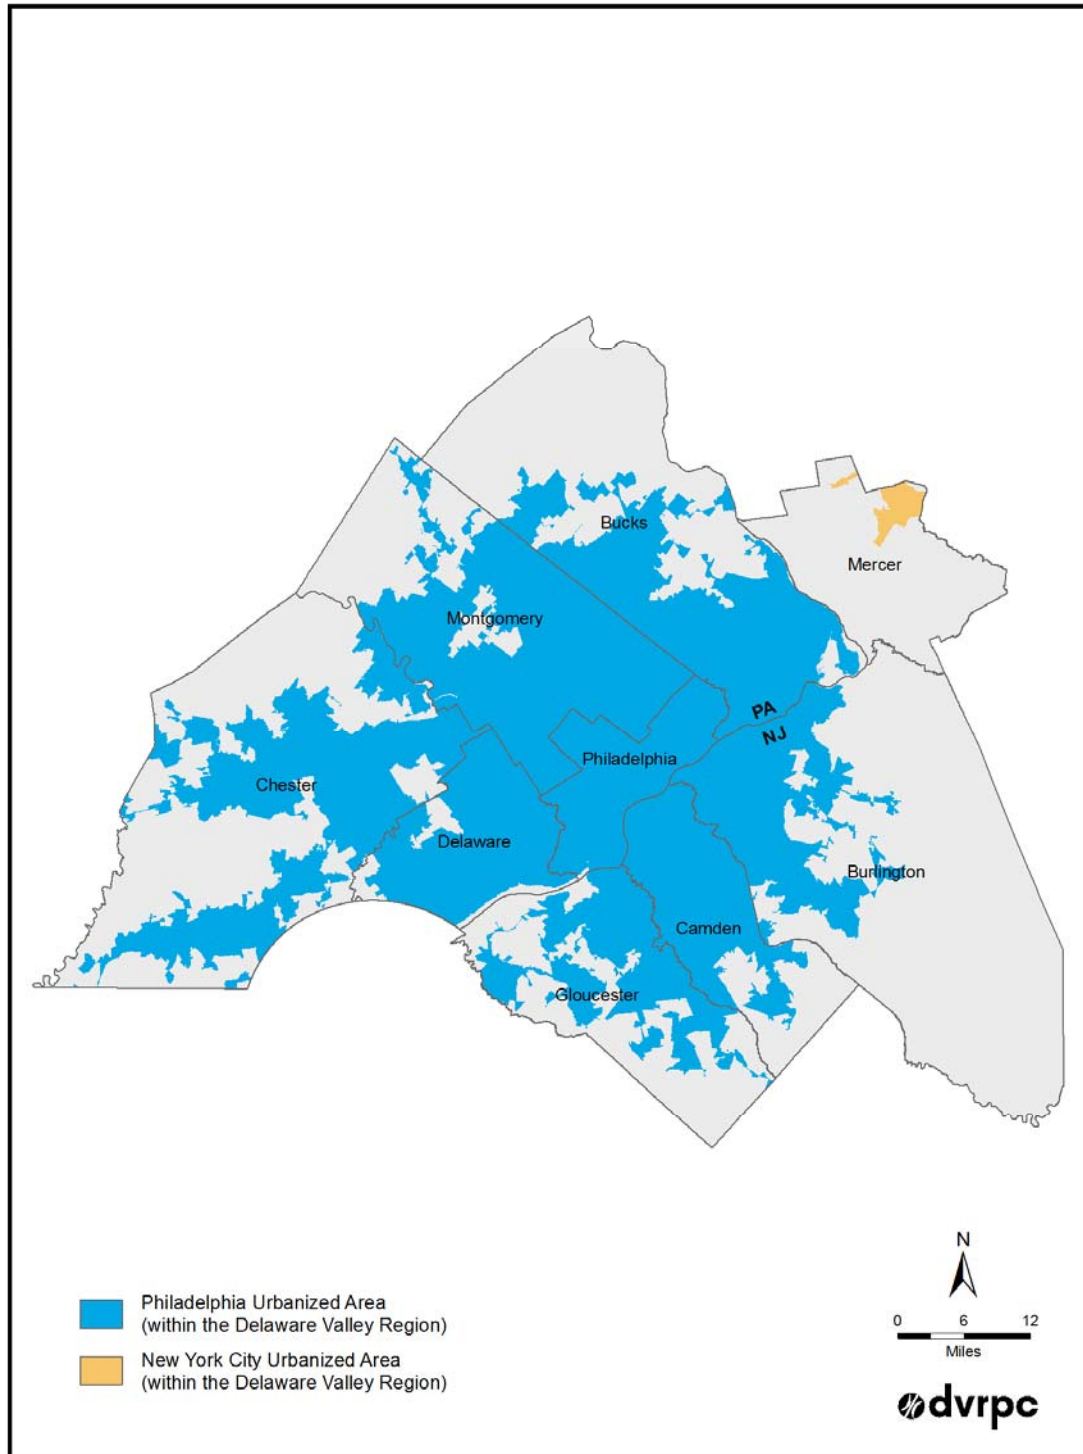 Bucks
Mercer
Montgomery
PA
NJ
Philadelphia
Chester
Delaware
Burlington
Camden
Gloucester
N
0 6 12
Miles
Philadelphia Urbanized Area
(within the Delaware Valley Region)
New York City Urbanized Area
(within the Delaware Valley Region)
dvrpc